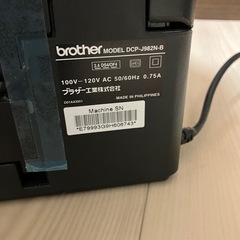 brother MODEL DCP-J982N-B
100V-120V AC 50/60Hz 0.75A
ブラザー工業株式会社
MADE IN PHILIPPINES
Machine SN